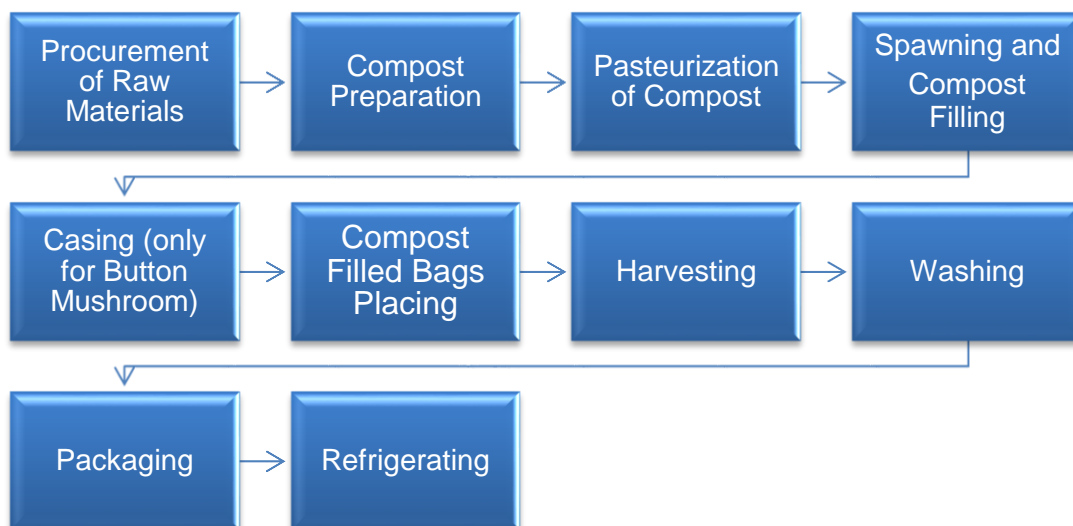 Procurement
of Raw
Materials
Compost
Preparation
Pasteurization
of Compost
Spawning and
Compost
Filling
Casing (only
for Button
Mushroom)
Compost
Filled Bags
Placing
Harvesting
Washing
Packaging
Refrigerating